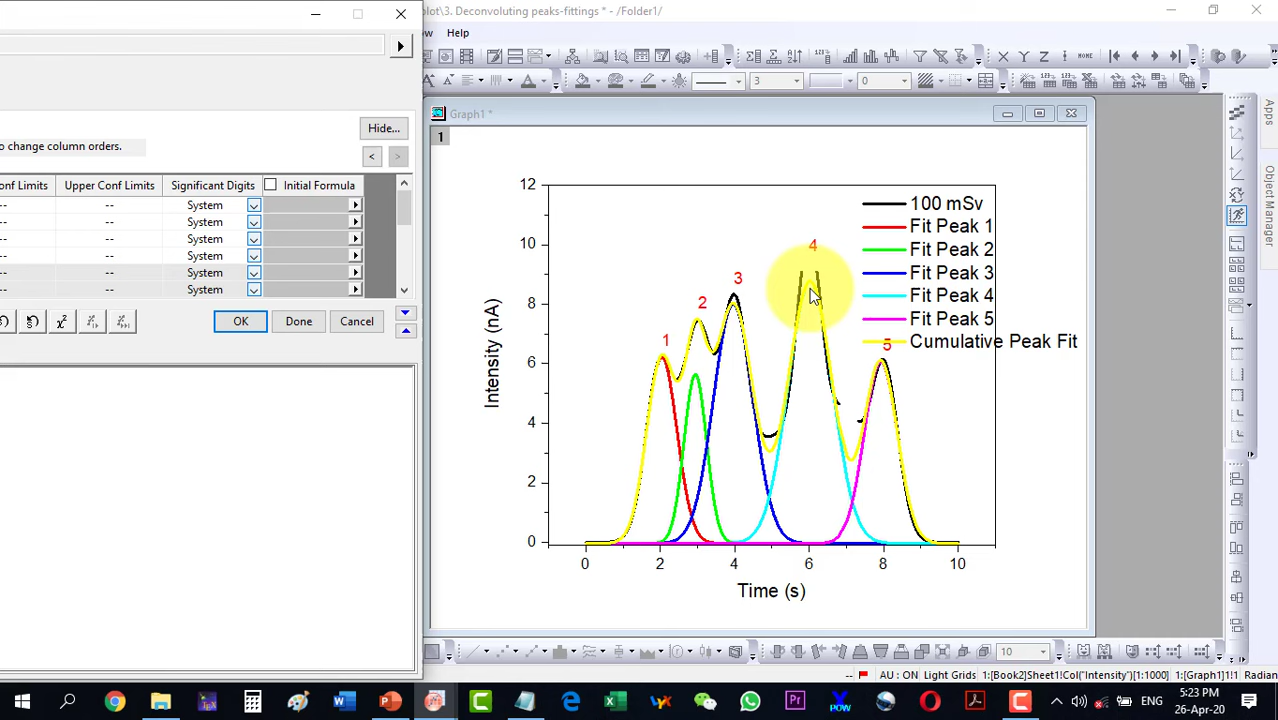 plot\3. Deconvoluting peaks-fittings * - /Folder1/
Help
3
0
Hide...
to change column orders.
<
>
onf Limits Upper Conf Limits Significant Digits Initial Formula
-- -- System
-- -- System
-- -- System
-- -- System
-- -- System
OK Done Cancel
Graph1 *
1
12
10
8
6
4
2
0
Intensity (nA)
0 2 4 6 8 10
Time (s)
1
2
3
4
5
100 mSv
Fit Peak 1
Fit Peak 2
Fit Peak 3
Fit Peak 4
Fit Peak 5
Cumulative Peak Fit
Apps
Object Manager
10
-- AU : ON Light Grids 1:[Book2]Sheet1!Col("Intensity")[1:1000] 1:[Graph1]1!1 Radian
ENG
5:23 PM
26-Apr-20